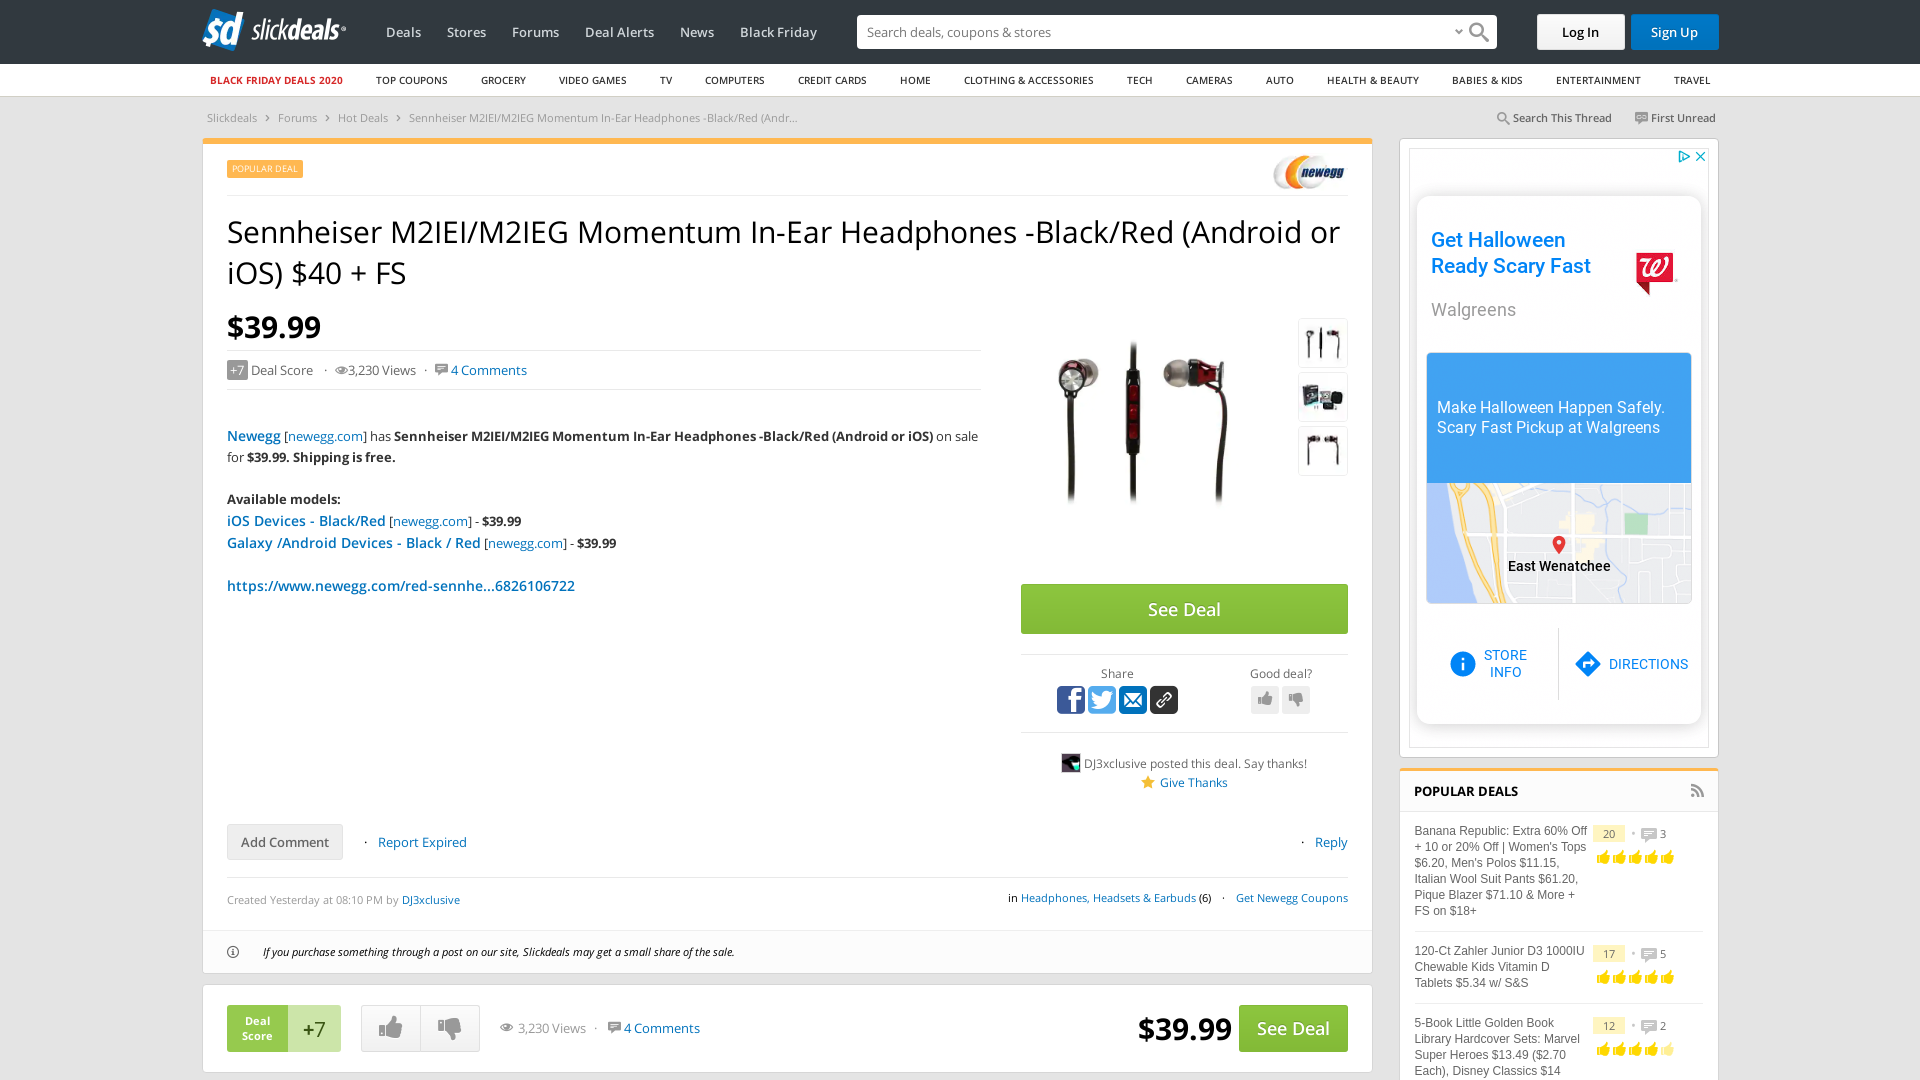 sd slickdeals
Deals
Stores
Forums
Deal Alerts
News
Black Friday
Search deals, coupons & stores
Log In
Sign Up
BLACK FRIDAY DEALS 2020
TOP COUPONS
GROCERY
VIDEO GAMES
TV
COMPUTERS
CREDIT CARDS
HOME
CLOTHING & ACCESSORIES
TECH
CAMERAS
AUTO
HEALTH & BEAUTY
BABIES & KIDS
ENTERTAINMENT
TRAVEL
Slickdeals > Forums > Hot Deals > Sennheiser M2IEI/M2IEG Momentum In-Ear Headphones -Black/Red (Andr...
Search This Thread
First Unread
POPULAR DEAL
newegg
Sennheiser M2IEI/M2IEG Momentum In-Ear Headphones -Black/Red (Android or
iOS) $40 + FS
$39.99
+7 Deal Score · 3,230 Views · 4 Comments
Newegg [newegg.com] has Sennheiser M2IEI/M2IEG Momentum In-Ear Headphones -Black/Red (Android or iOS) on sale
for $39.99. Shipping is free.
Available models:
iOS Devices - Black/Red [newegg.com] - $39.99
Galaxy /Android Devices - Black / Red [newegg.com] - $39.99
https://www.newegg.com/red-sennhe...6826106722
See Deal
Share
Good deal?
DJ3xclusive posted this deal. Say thanks!
Give Thanks
Add Comment
· Report Expired
· Reply
Created Yesterday at 08:10 PM by DJ3xclusive
in Headphones, Headsets & Earbuds (6) · Get Newegg Coupons
If you purchase something through a post on our site, Slickdeals may get a small share of the sale.
Deal
Score
+7
3,230 Views · 4 Comments
$39.99
See Deal
Get Halloween
Ready Scary Fast
Walgreens
Make Halloween Happen Safely.
Scary Fast Pickup at Walgreens
East Wenatchee
STORE
INFO
DIRECTIONS
POPULAR DEALS
Banana Republic: Extra 60% Off
+ 10 or 20% Off | Women's Tops
$6.20, Men's Polos $11.15,
Italian Wool Suit Pants $61.20,
Pique Blazer $71.10 & More +
FS on $18+
20 · 3
120-Ct Zahler Junior D3 1000IU
Chewable Kids Vitamin D
Tablets $5.34 w/ S&S
17 · 5
5-Book Little Golden Book
Library Hardcover Sets: Marvel
Super Heroes $13.49 ($2.70
Each), Disney Classics $14
12 · 2